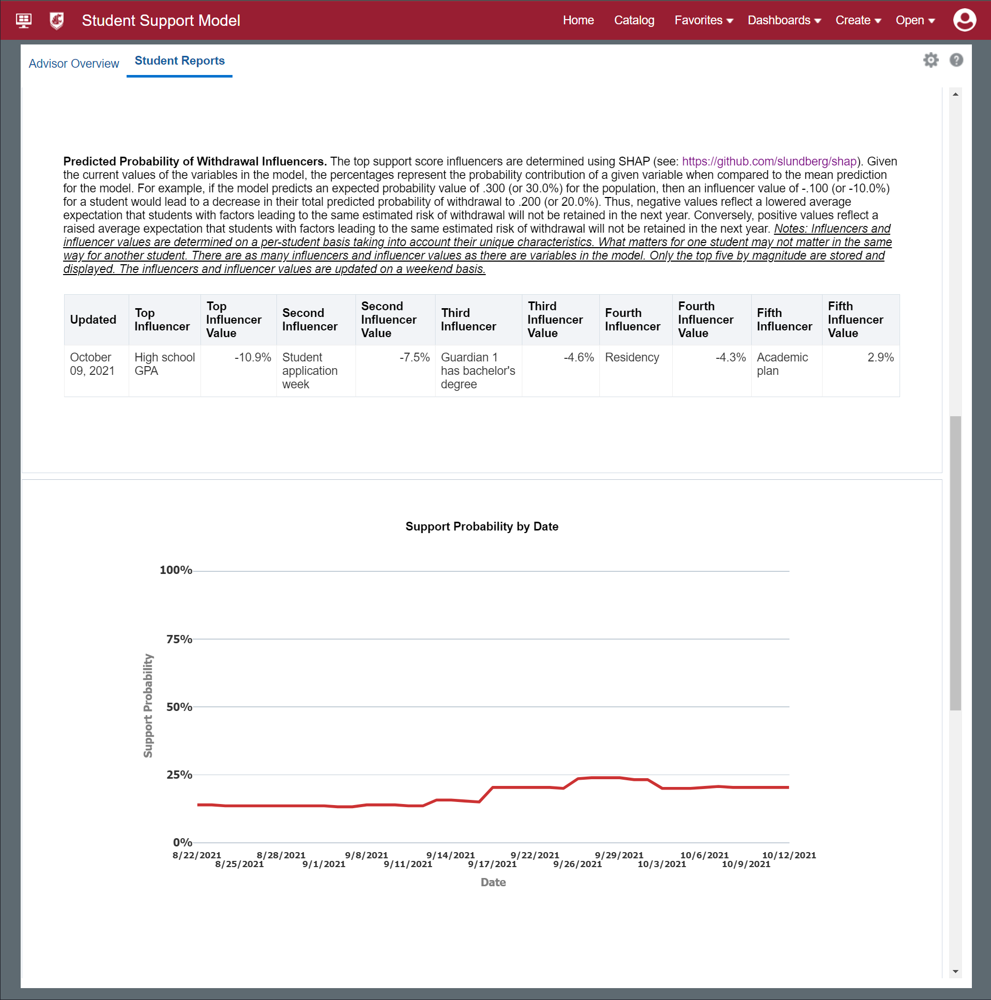 Student Support Model
Home Catalog Favorites Dashboards Create Open
Advisor Overview Student Reports
Predicted Probability of Withdrawal Influencers. The top support score influencers are determined using SHAP (see: https://github.com/slundberg/shap). Given
the current values of the variables in the model, the percentages represent the probability contribution of a given variable when compared to the mean prediction
for the model. For example, if the model predicts an expected probability value of .300 (or 30.0%) for the population, then an influencer value of -.100 (or -10.0%)
for a student would lead to a decrease in their total predicted probability of withdrawal to .200 (or 20.0%). Thus, negative values reflect a lowered average
expectation that students with factors leading to the same estimated risk of withdrawal will not be retained in the next year. Conversely, positive values reflect a
raised average expectation that students with factors leading to the same estimated risk of withdrawal will not be retained in the next year. Notes: Influencers and
influencer values are determined on a per-student basis taking into account their unique characteristics. What matters for one student may not matter in the same
way for another student. There are as many influencers and influencer values as there are variables in the model. Only the top five by magnitude are stored and
displayed. The influencers and influencer values are updated on a weekend basis.
Updated
Top
Influencer
Top
Influencer
Value
Second
Influencer
Second
Influencer
Value
Third
Influencer
Third
Influencer
Value
Fourth
Influencer
Fourth
Influencer
Value
Fifth
Influencer
Fifth
Influencer
Value
October
09, 2021
High school
GPA
-10.9%
Student
application
week
-7.5%
Guardian 1
has bachelor's
degree
-4.6%
Residency
-4.3%
Academic
plan
2.9%
Support Probability by Date
100%
75%
50%
25%
0%
Support Probability
8/22/2021 8/28/2021 9/8/2021 9/14/2021 9/22/2021 9/29/2021 10/6/2021 10/12/2021
8/25/2021 9/1/2021 9/11/2021 9/17/2021 9/26/2021 10/3/2021 10/9/2021
Date